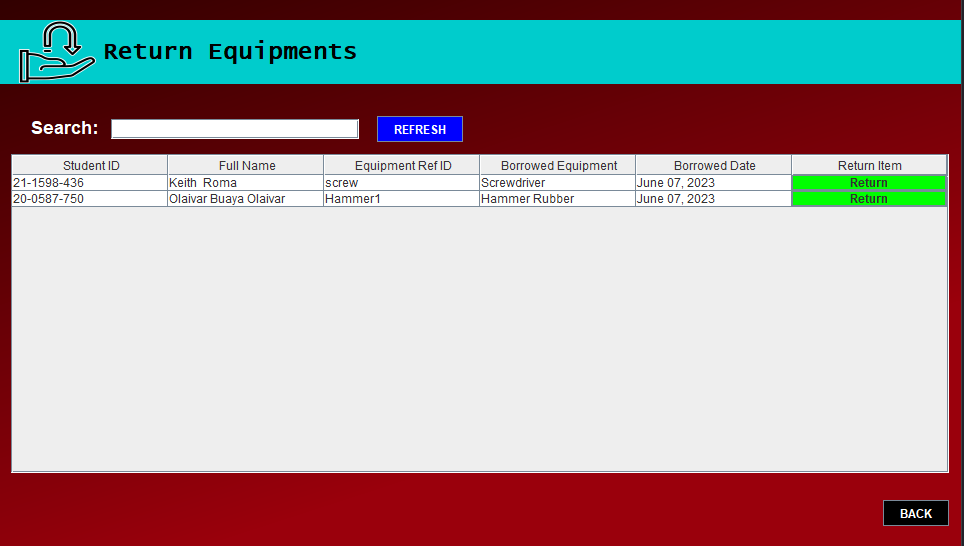 Return Equipments
Search: REFRESH
Student ID Full Name Equipment Ref ID Borrowed Equipment Borrowed Date Return Item
21-1598-436 Keith Roma screw Screwdriver June 07, 2023 Return
20-0587-750 Olaivar Buaya Olaivar Hammer1 Hammer Rubber June 07, 2023 Return
BACK